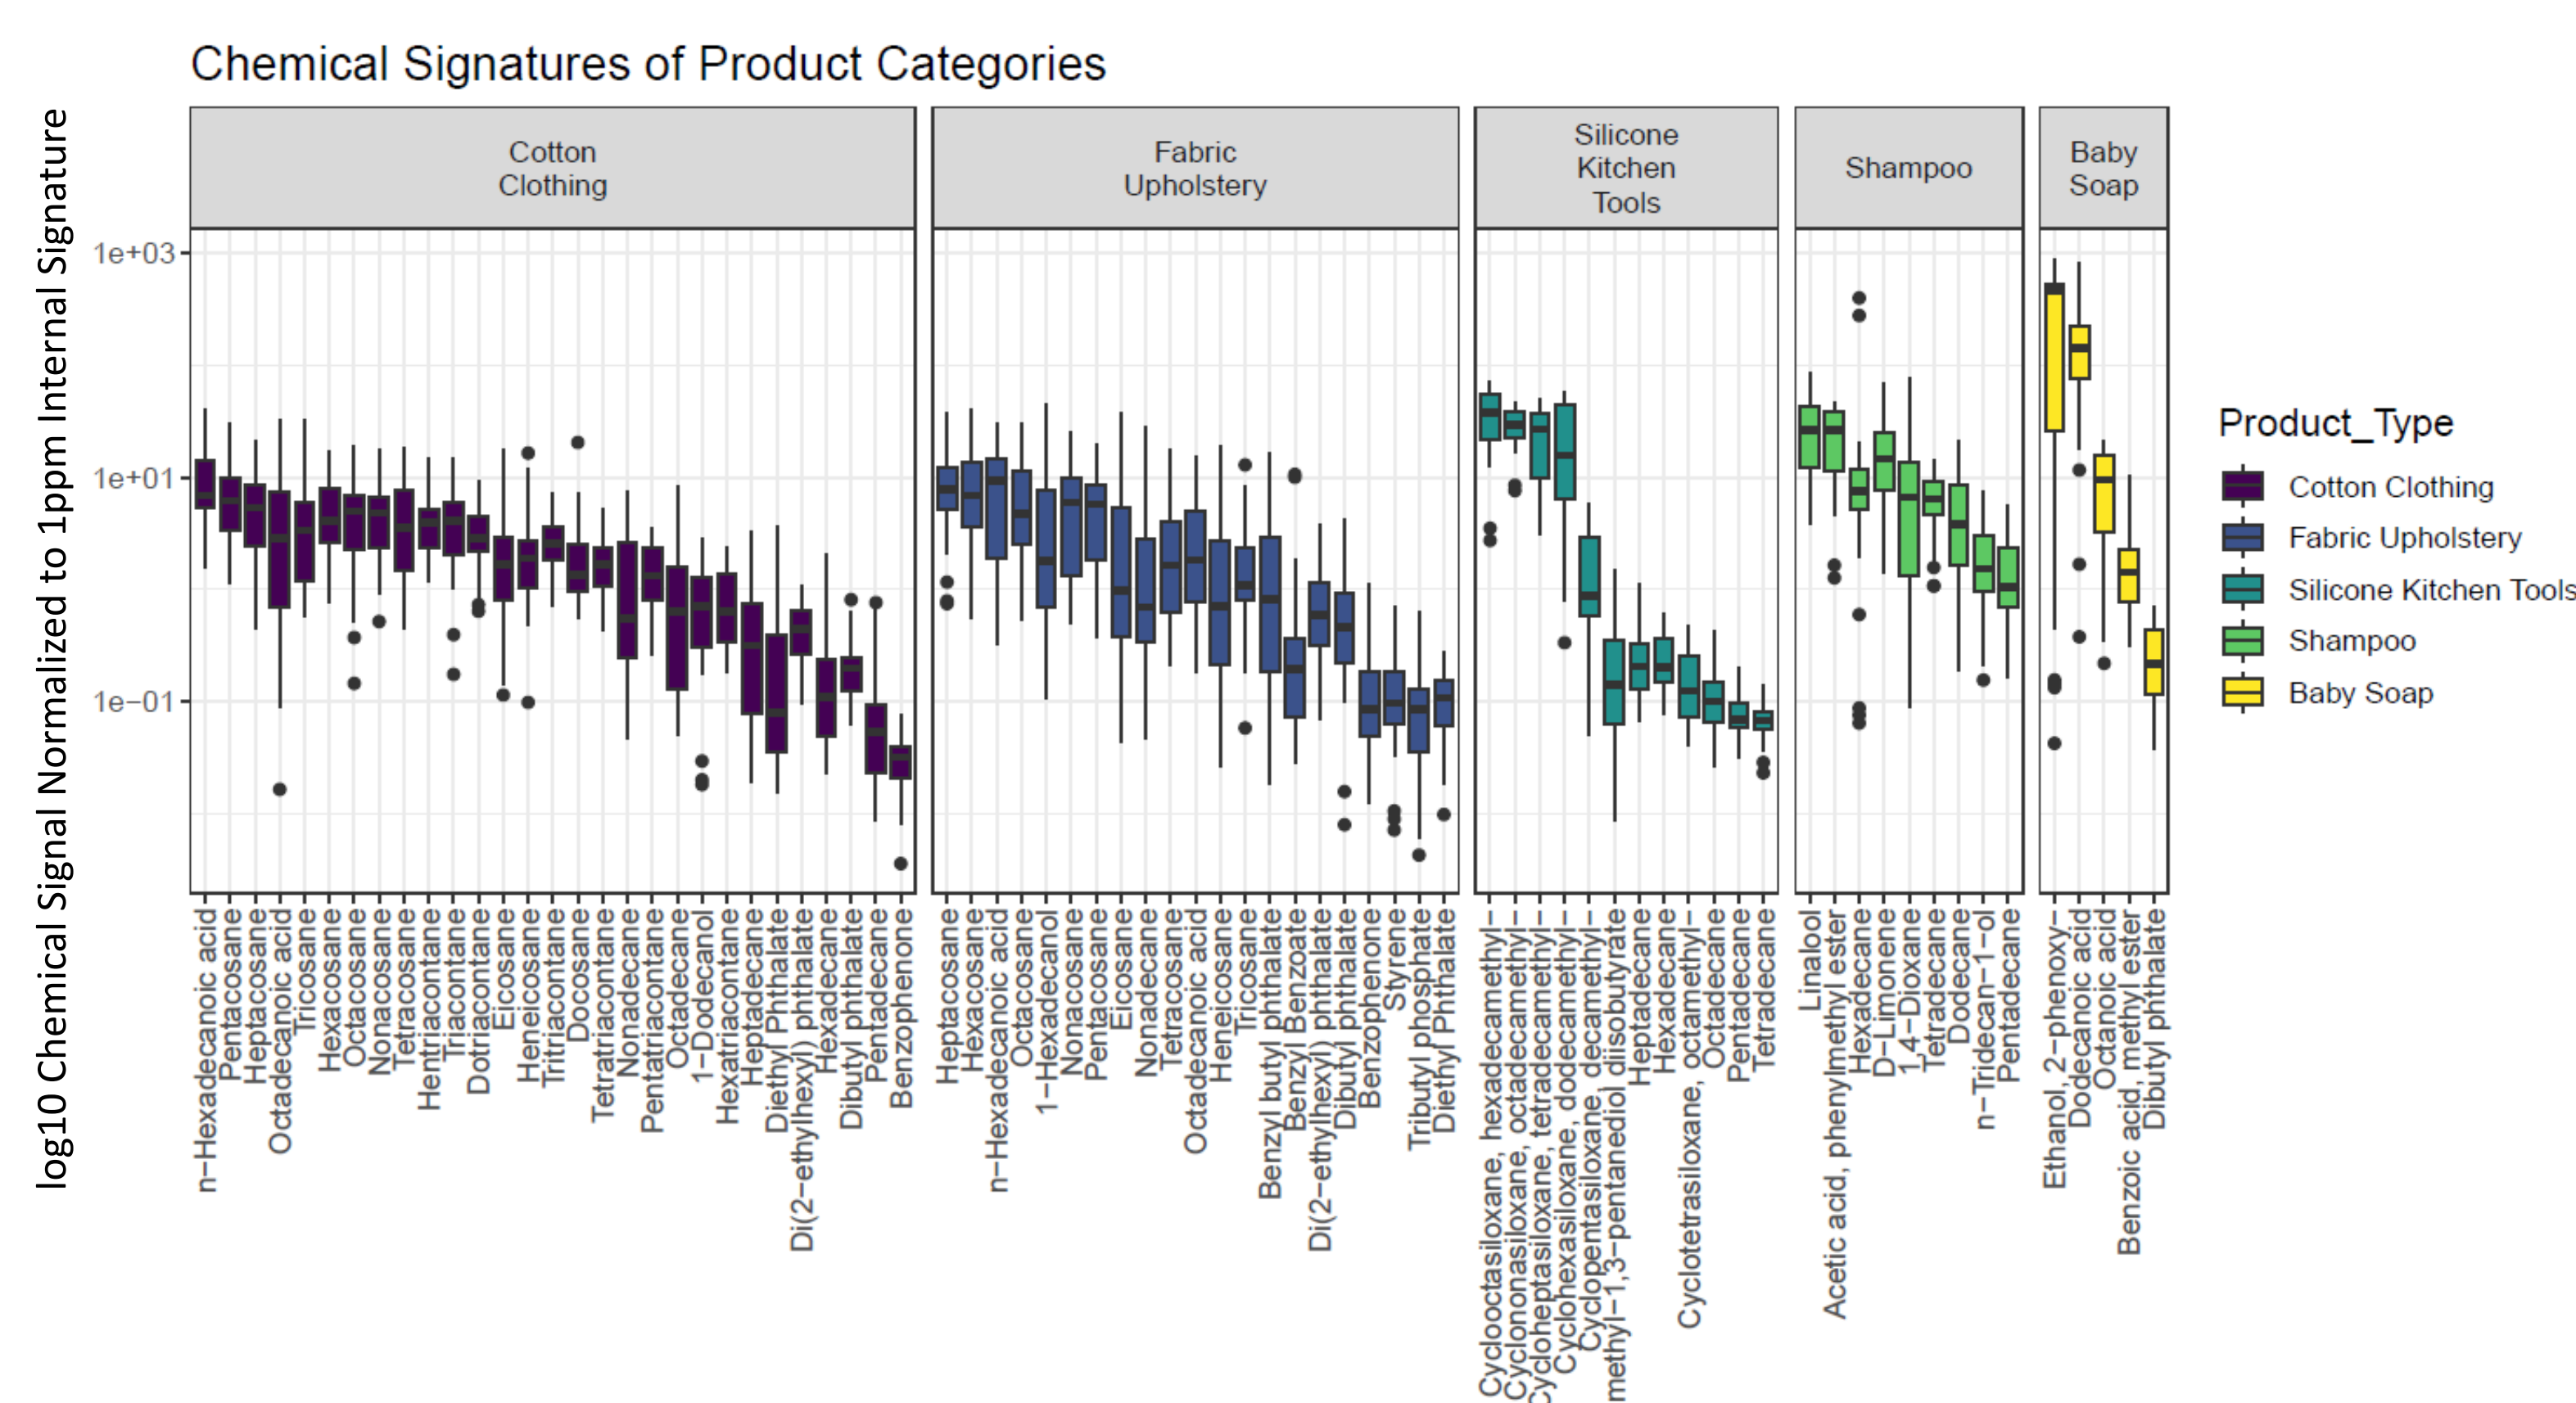 Chemical Signatures of Product Categories
log10 Chemical Signal Normalized to 1ppm Internal Signature
Cotton
Clothing
Fabric
Upholstery
Silicone
Kitchen
Tools
Shampoo
Baby
Soap
1e+03
1e+01
1e−01
n−Hexadecanoic acid
Pentacosane
Heptacosane
Octadecanoic acid
Tricosane
Hexacosane
Octacosane
Nonacosane
Tetracosane
Hentriacontane
Triacontane
Dotriacontane
Eicosane
Heneicosane
Tritriacontane
Docosane
Tetratriacontane
Nonadecane
Pentatriacontane
Octadecane
1−Dodecanol
Hexatriacontane
Heptadecane
Diethyl Phthalate
Di(2−ethylhexyl) phthalate
Hexadecane
Dibutyl phthalate
Pentadecane
Benzophenone
Heptacosane
Hexacosane
n−Hexadecanoic acid
Octacosane
1−Hexadecanol
Nonacosane
Pentacosane
Eicosane
Nonadecane
Tetracosane
Octadecanoic acid
Heneicosane
Tricosane
Benzyl butyl phthalate
Benzyl Benzoate
Di(2−ethylhexyl) phthalate
Dibutyl phthalate
Benzophenone
Styrene
Tributyl phosphate
Diethyl Phthalate
Cyclooctasiloxane, hexadecamethyl−
Cyclononasiloxane, octadecamethyl−
Cycloheptasiloxane, tetradecamethyl−
Cyclohexasiloxane, dodecamethyl−
Cyclopentasiloxane, decamethyl−
methyl−1,3−pentanediol diisobutyrate
Heptadecane
Hexadecane
Cyclotetrasiloxane, octamethyl−
Octadecane
Pentadecane
Tetradecane
Linalool
Acetic acid, phenylmethyl ester
Hexadecane
D−Limonene
1,4−Dioxane
Tetradecane
Dodecane
n−Tridecan−1−ol
Pentadecane
Ethanol, 2−phenoxy−
Dodecanoic acid
Octanoic acid
Benzoic acid, methyl ester
Dibutyl phthalate
Product_Type
Cotton Clothing
Fabric Upholstery
Silicone Kitchen Tools
Shampoo
Baby Soap